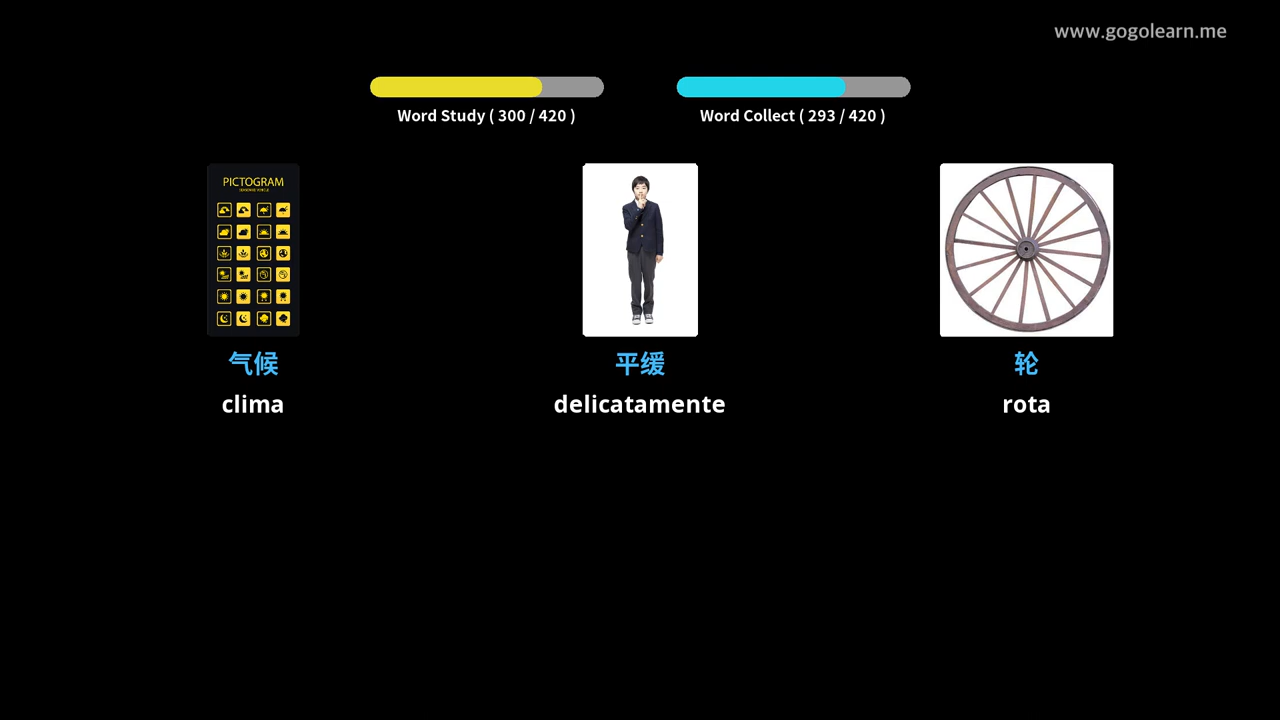 www.gogolearn.me
Word Study ( 300 / 420 )
Word Collect ( 293 / 420 )
PICTOGRAM
气候
平缓
轮
clima
delicatamente
rota